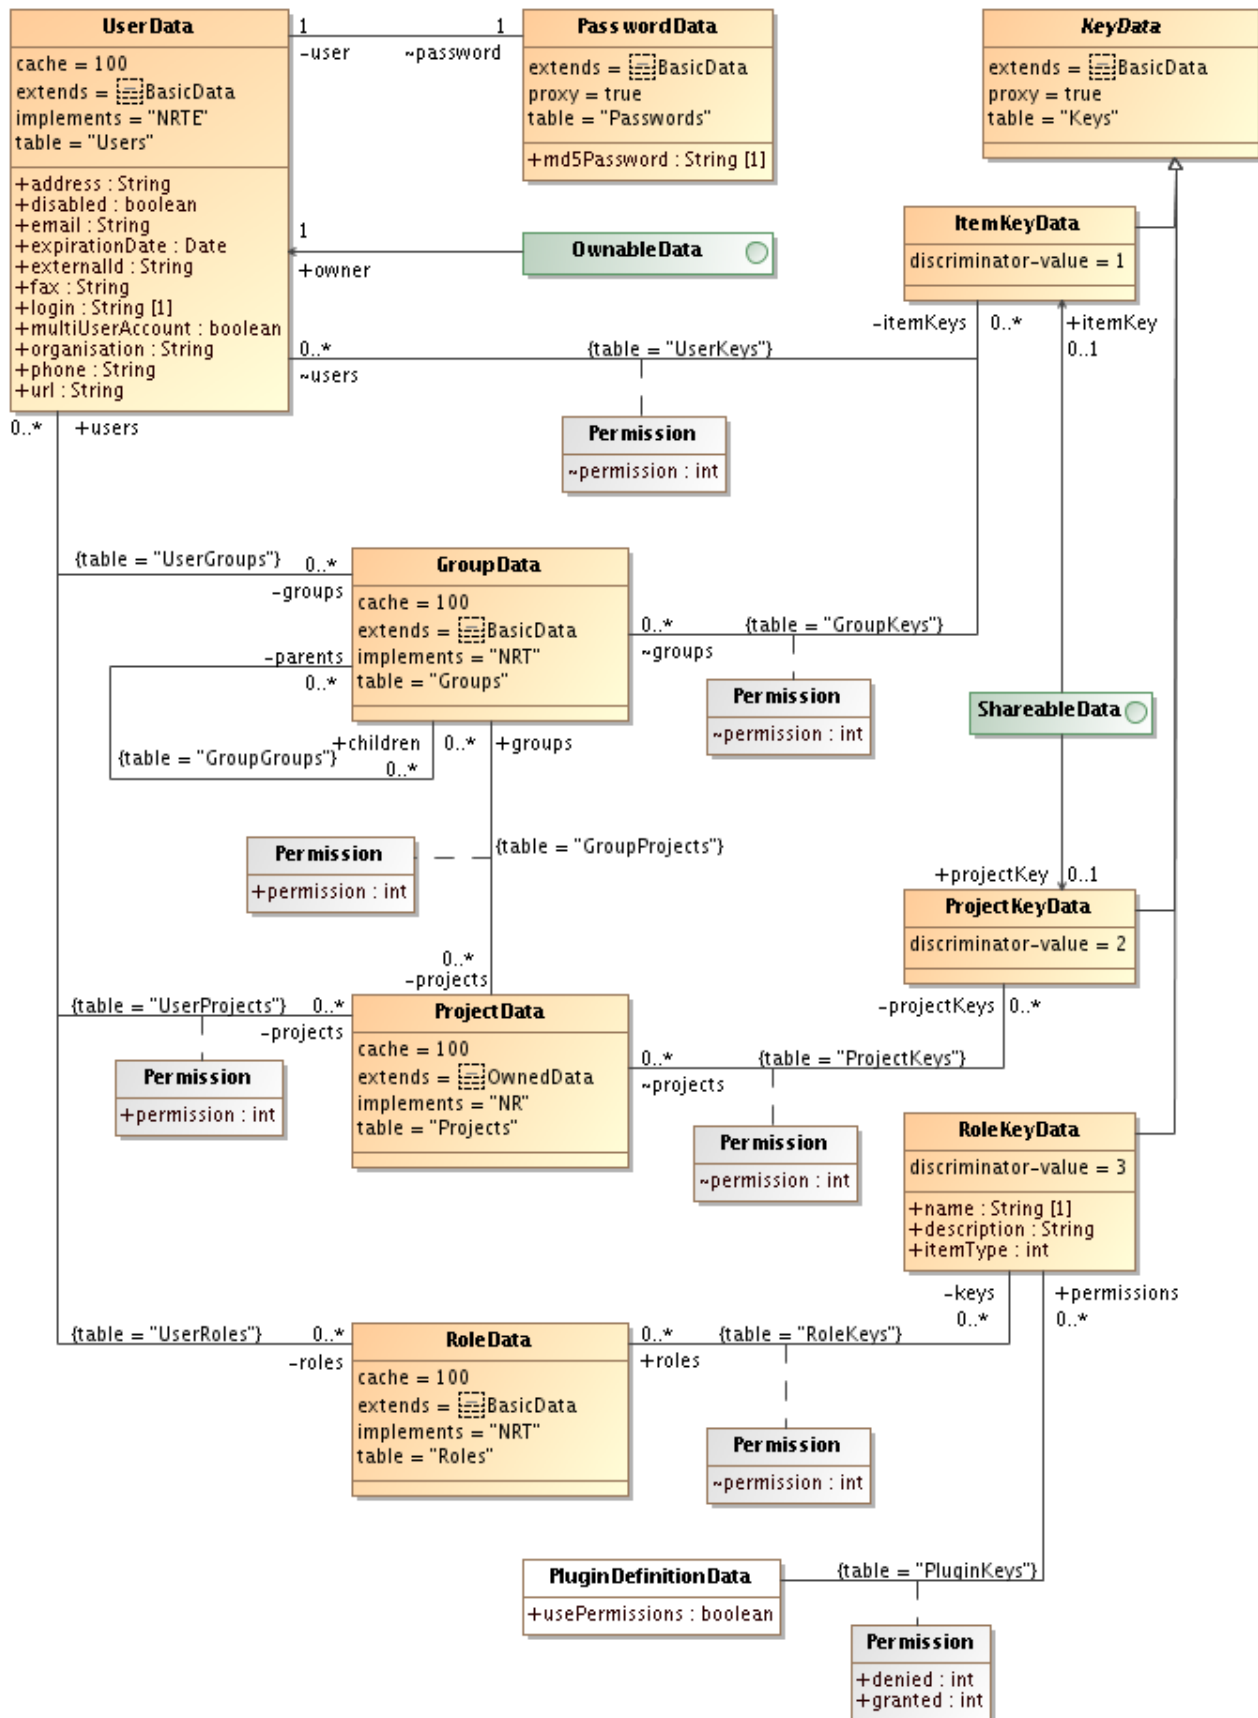 UserData
cache = 100
extends = BasicData
implements = "NRTE"
table = "Users"
+address : String
+disabled : boolean
+email : String
+expirationDate : Date
+externalId : String
+fax : String
+login : String [1]
+multiUserAccount : boolean
+organisation : String
+phone : String
+url : String
1
-user
1
~password
PasswordData
extends = BasicData
proxy = true
table = "Passwords"
+md5Password : String [1]
KeyData
extends = BasicData
proxy = true
table = "Keys"
1
+owner
OwnableData
ItemKeyData
discriminator-value = 1
-itemKeys
0..*
+itemKey
0..1
0..*
~users
{table = "UserKeys"}
Permission
~permission : int
0..*
+users
{table = "UserGroups"}
0..*
-groups
GroupData
cache = 100
extends = BasicData
implements = "NRT"
table = "Groups"
0..*
~groups
{table = "GroupKeys"}
Permission
~permission : int
-parents
0..*
+children
0..*
{table = "GroupGroups"}
0..*
+groups
ShareableData
Permission
+permission : int
{table = "GroupProjects"}
+projectKey
0..1
ProjectKeyData
discriminator-value = 2
0..*
-projects
{table = "UserProjects"}
0..*
-projects
Permission
+permission : int
ProjectData
cache = 100
extends = OwnedData
implements = "NR"
table = "Projects"
-projectKeys
0..*
0..*
~projects
{table = "ProjectKeys"}
Permission
~permission : int
RoleKeyData
discriminator-value = 3
+name : String [1]
+description : String
+itemType : int
-keys
0..*
+permissions
0..*
{table = "UserRoles"}
0..*
-roles
RoleData
cache = 100
extends = BasicData
implements = "NRT"
table = "Roles"
0..*
+roles
{table = "RoleKeys"}
Permission
~permission : int
PluginDefinitionData
+usePermissions : boolean
{table = "PluginKeys"}
Permission
+denied : int
+granted : int